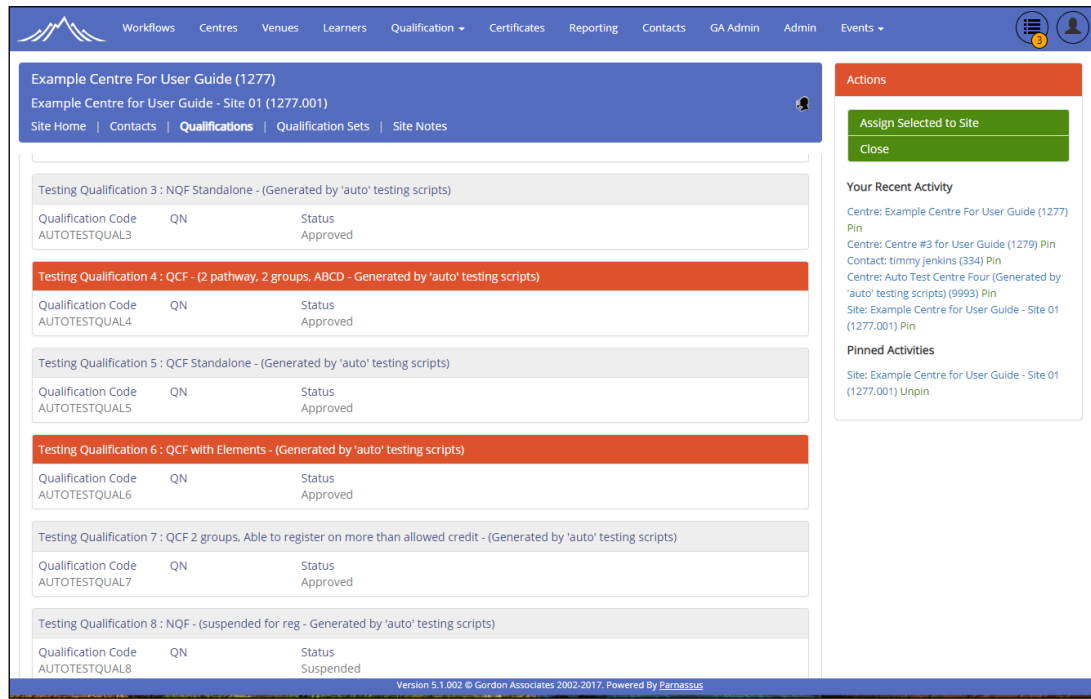 Workflows Centres Venues Learners Qualification Certificates Reporting Contacts GA Admin Admin Events
3
Example Centre For User Guide (1277)
Example Centre for User Guide - Site 01 (1277.001)
Site Home | Contacts | Qualifications | Qualification Sets | Site Notes
Testing Qualification 3 : NQF Standalone - (Generated by 'auto' testing scripts)
Qualification Code QN Status
AUTOTESTQUAL3 Approved
Testing Qualification 4 : QCF - (2 pathway, 2 groups, ABCD - Generated by 'auto' testing scripts)
Qualification Code QN Status
AUTOTESTQUAL4 Approved
Testing Qualification 5 : QCF Standalone - (Generated by 'auto' testing scripts)
Qualification Code QN Status
AUTOTESTQUAL5 Approved
Testing Qualification 6 : QCF with Elements - (Generated by 'auto' testing scripts)
Qualification Code QN Status
AUTOTESTQUAL6 Approved
Testing Qualification 7 : QCF 2 groups, Able to register on more than allowed credit - (Generated by 'auto' testing scripts)
Qualification Code QN Status
AUTOTESTQUAL7 Approved
Testing Qualification 8 : NQF - (suspended for reg - Generated by 'auto' testing scripts)
Qualification Code QN Status
AUTOTESTQUAL8 Suspended
Actions
Assign Selected to Site
Close
Your Recent Activity
Centre: Example Centre For User Guide (1277)
Pin
Centre: Centre #3 for User Guide (1279) Pin
Contact: timmy jenkins (334) Pin
Centre: Auto Test Centre Four (Generated by
'auto' testing scripts) (9993) Pin
Site: Example Centre for User Guide - Site 01
(1277.001) Pin
Pinned Activities
Site: Example Centre for User Guide - Site 01
(1277.001) Unpin
Version 5.1.002 © Gordon Associates 2002-2017. Powered By Parnassus